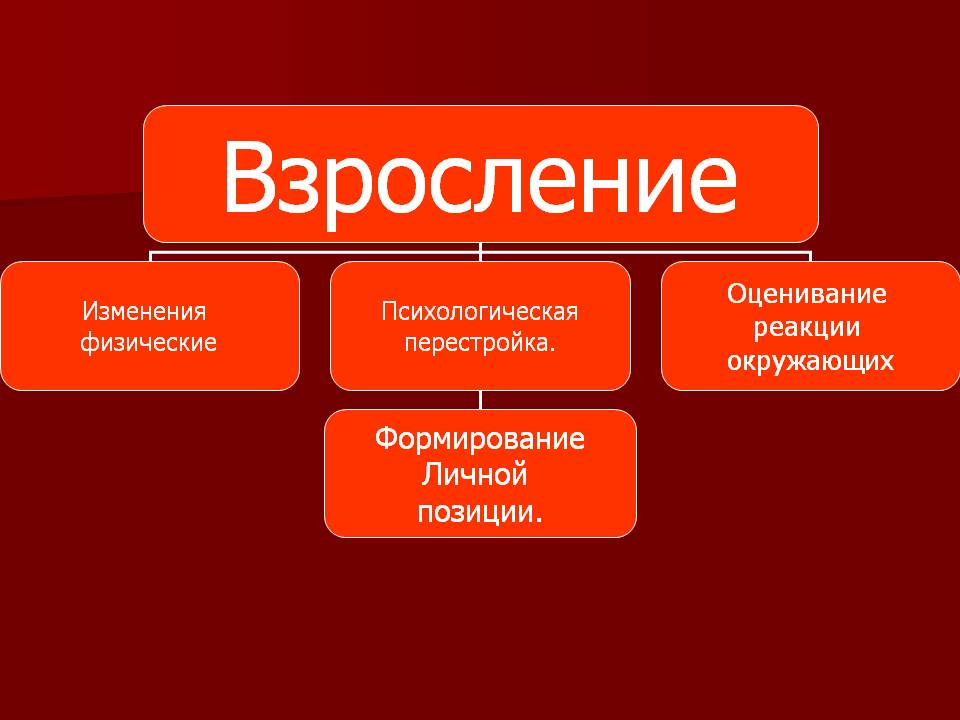 Взросление
Изменения
физические
Психологическая
перестройка.
Оценивание
реакции
окружающих
Формирование
Личной
позиции.